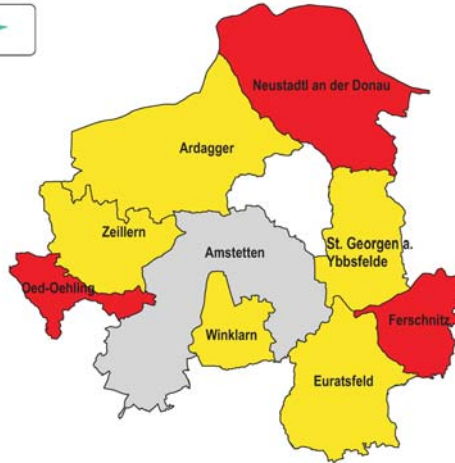 Neustadtl an der Donau
Ardagger
Zeillern
Amstetten
St. Georgen a.
Ybbsfelde
Oed-Oehling
Winklarn
Ferschnitz
Euratsfeld